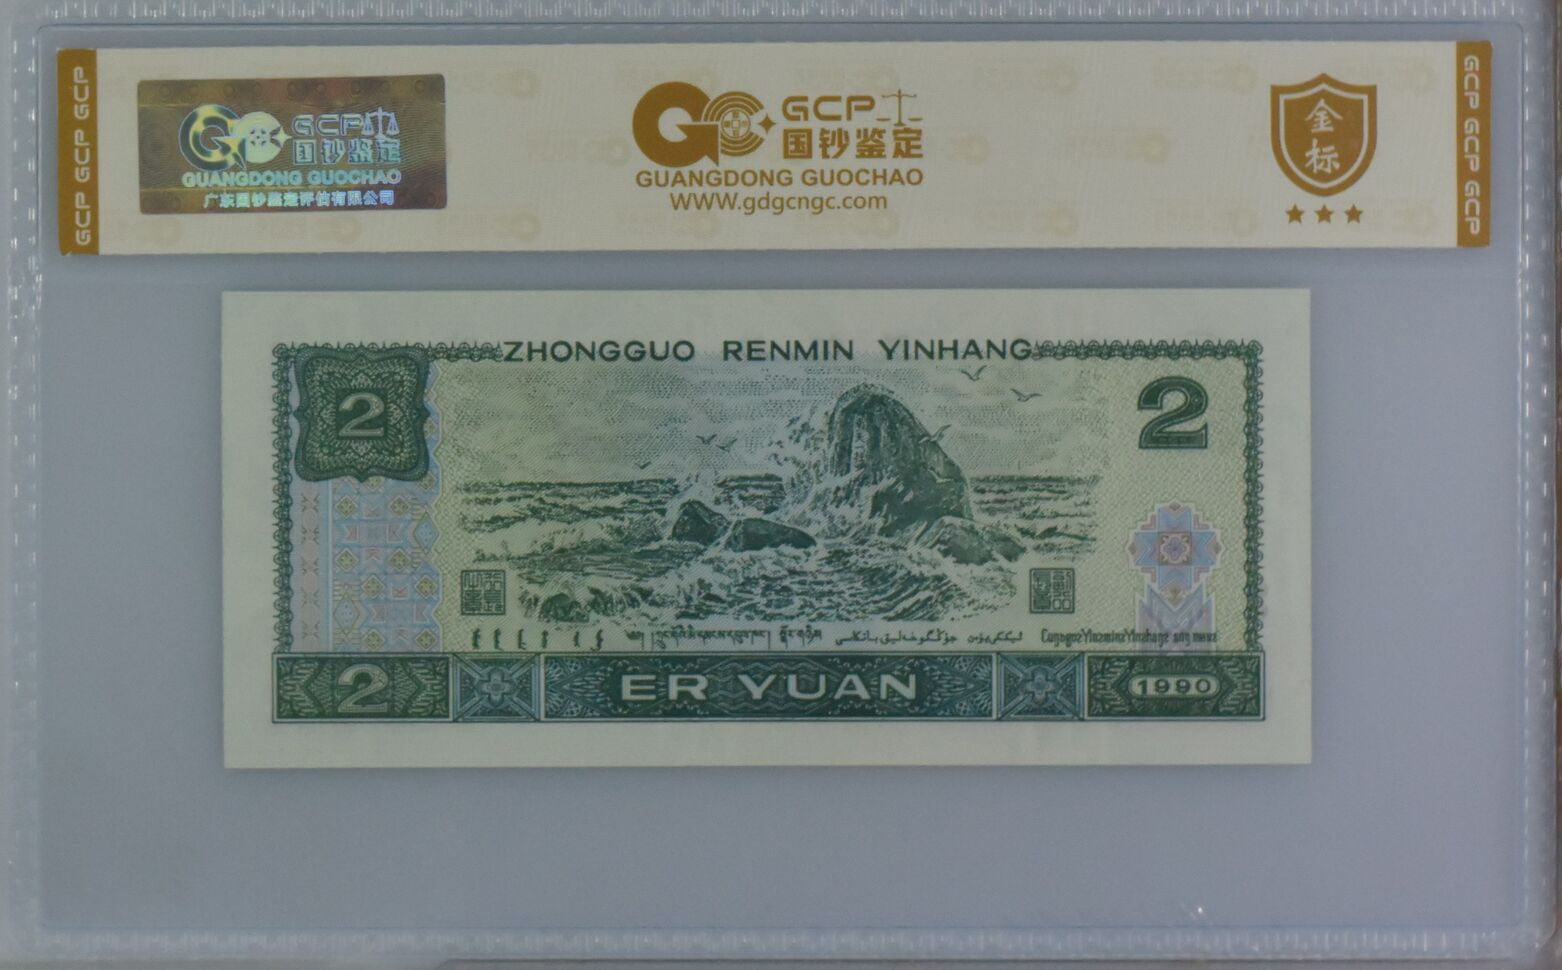 GCP GCP GCP
GCP
国钞鉴定
GUANGDONG GUOCHAO
广东国钞鉴定评估有限公司
GCP
国钞鉴定
GUANGDONG GUOCHAO
WWW.gdgcngc.com
金标
GCP GCP GCP
ZHONGGUO RENMIN YINHANG
2
2
2
ER YUAN
1990